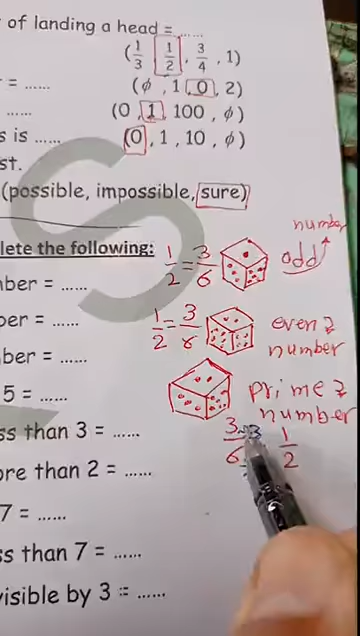 of landing a head = ......
(1/3 , 1/2 , 3/4 , 1)
= ...... (φ , 1 , 0 , 2)
...... (0 , 1 , 100 , φ)
s is ...... (0 , 1 , 10 , φ)
st.
(possible, impossible, sure)
number
lete the following: 1/2 = 3/6 odd
nber = ......
ber = ...... 1/2 = 3/6 even
number
ber = ......
5 = ...... prime
number
ss than 3 = ...... 3÷3 1
6 2
ore than 2 = ......
7 = ......
ss than 7 = ......
visible by 3 = ......
S